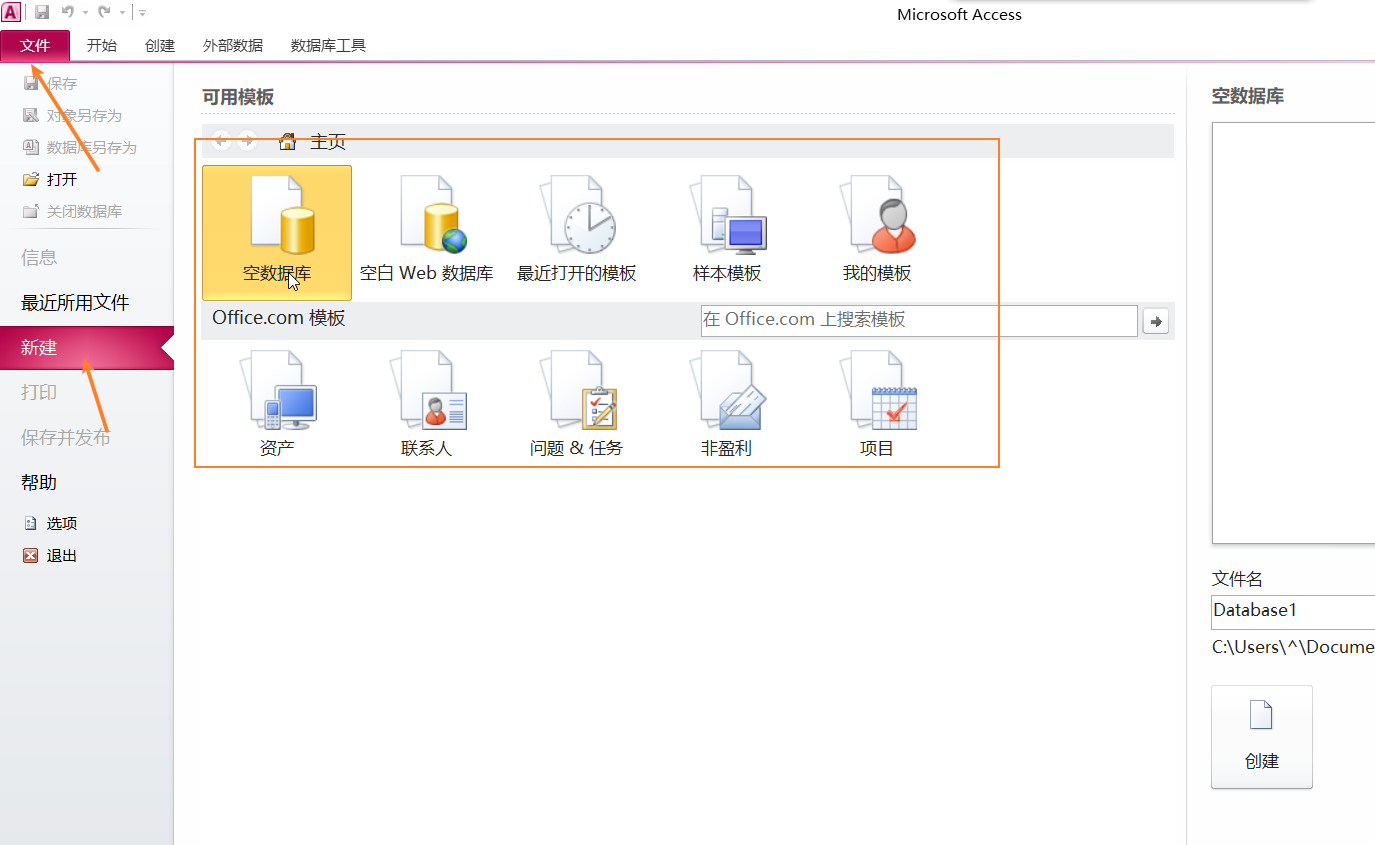 Microsoft Access
文件 开始 创建 外部数据 数据库工具
保存
对象另存为
数据库另存为
打开
关闭数据库
信息
最近所用文件
新建
打印
保存并发布
帮助
选项
退出
可用模板
主页
空数据库 空白 Web 数据库 最近打开的模板 样本模板 我的模板
Office.com 模板 在 Office.com 上搜索模板
资产 联系人 问题 & 任务 非盈利 项目
空数据库
文件名
Database1
C:\Users\^\Docume
创建